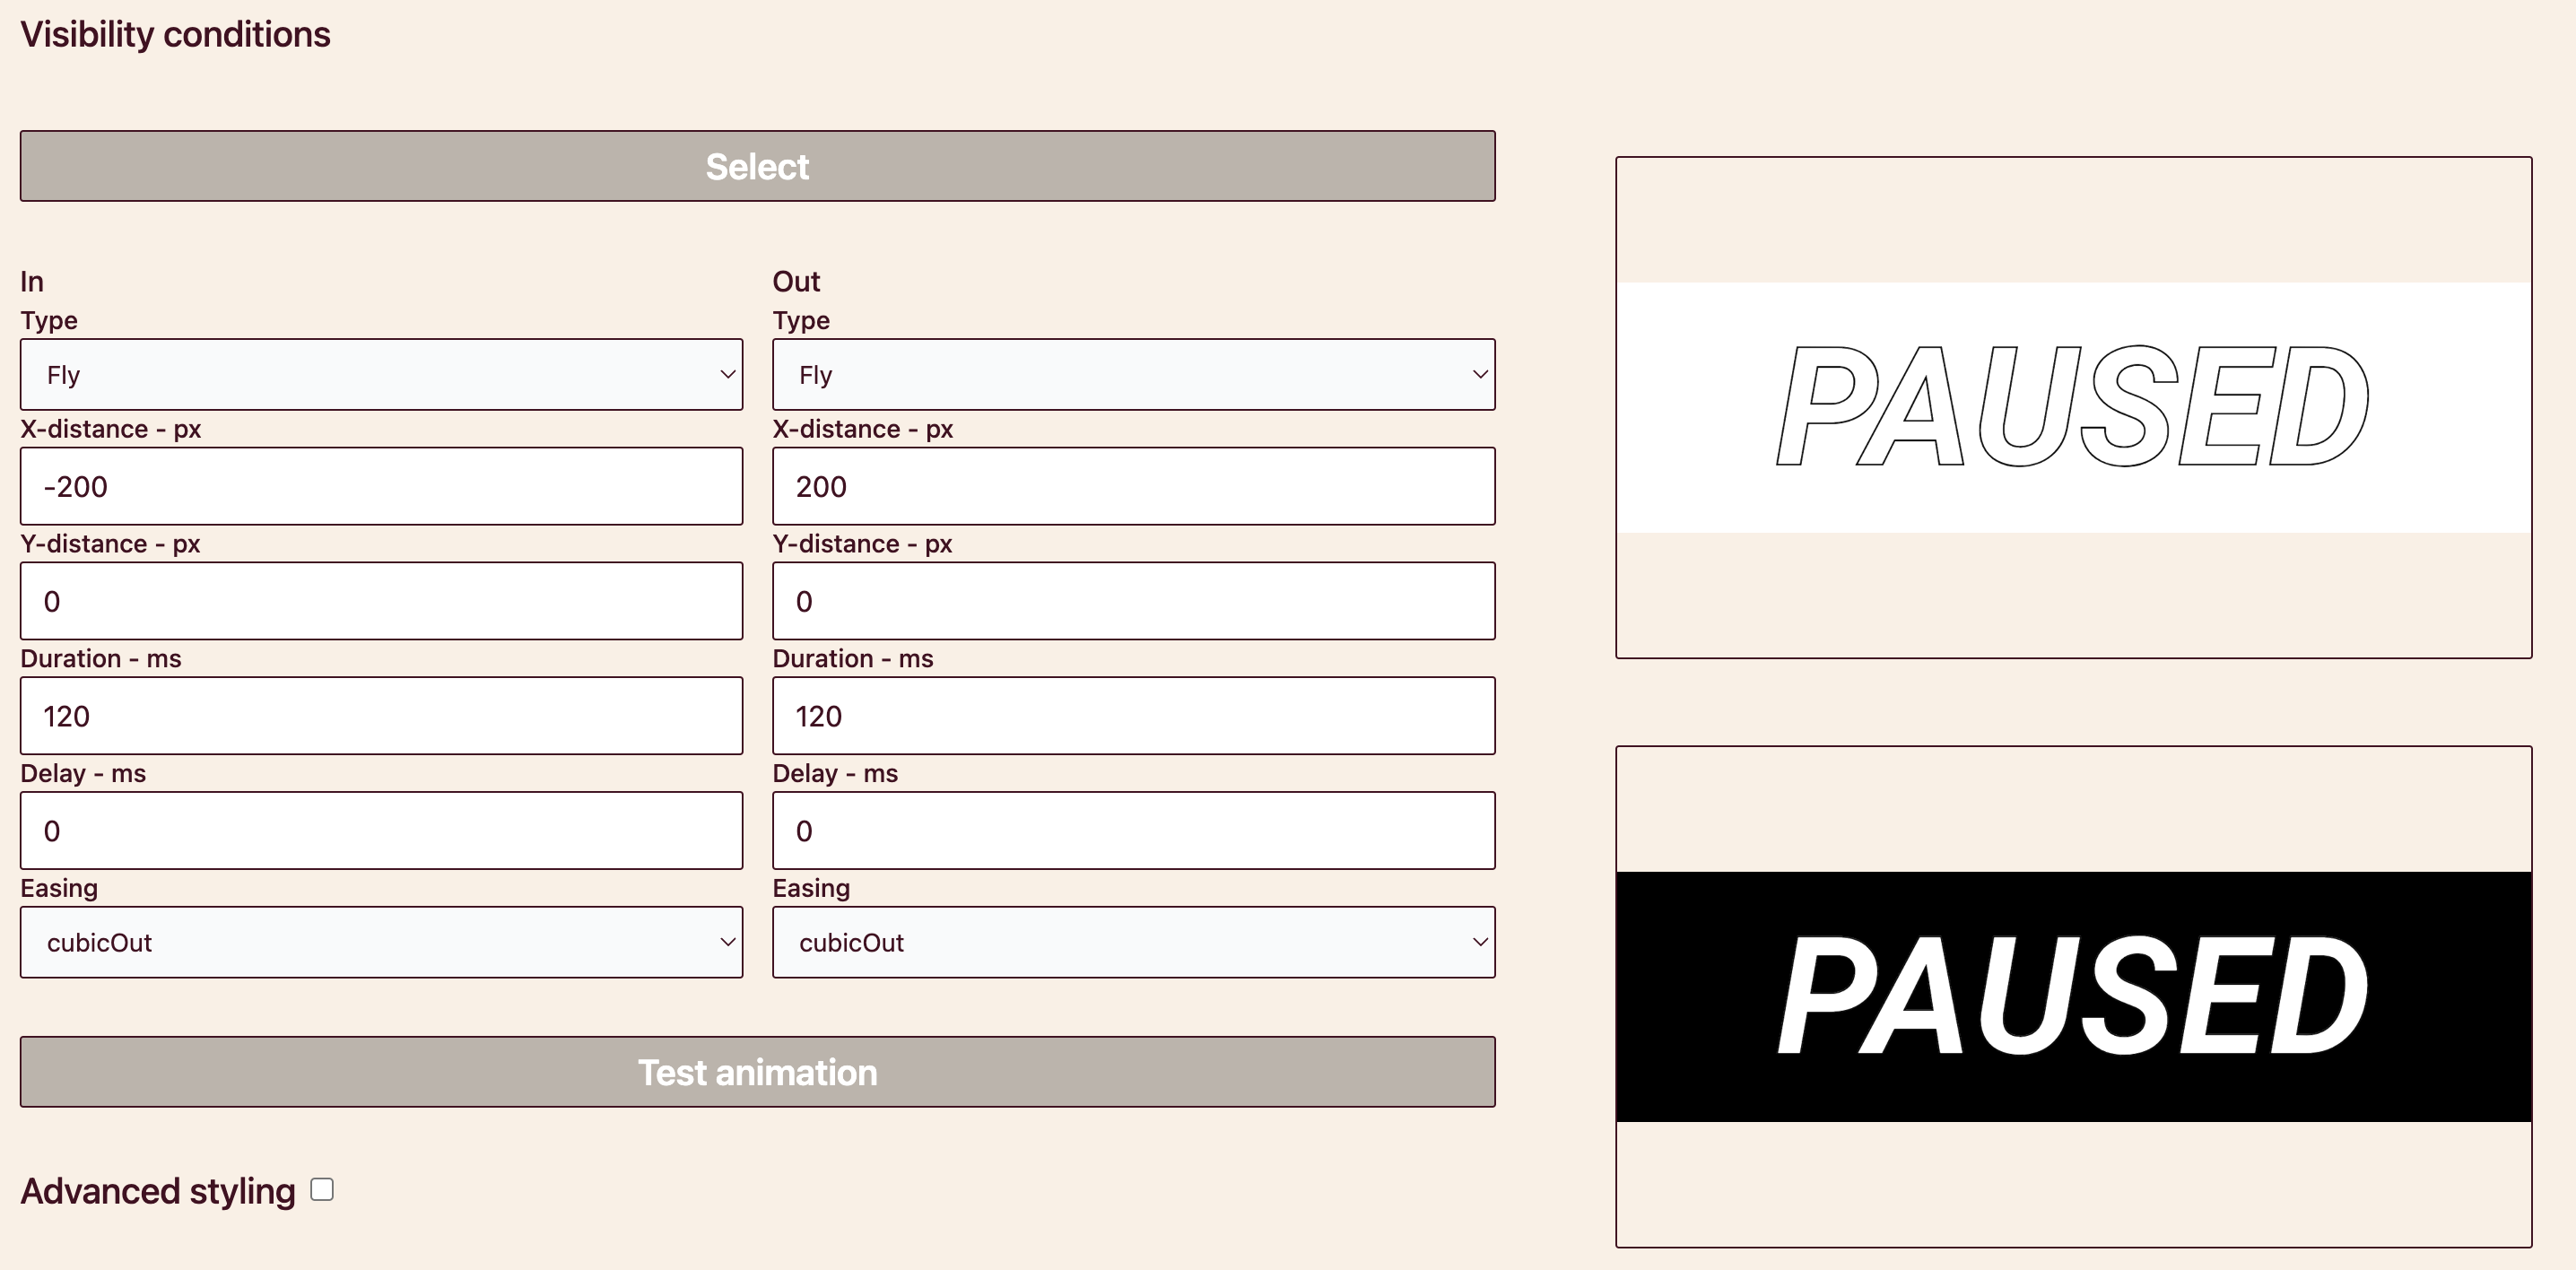 Visibility conditions
Select
In
Type
Fly
X-distance - px
-200
Y-distance - px
0
Duration - ms
120
Delay - ms
0
Easing
cubicOut
Out
Type
Fly
X-distance - px
200
Y-distance - px
0
Duration - ms
120
Delay - ms
0
Easing
cubicOut
Test animation
Advanced styling
PAUSED
PAUSED